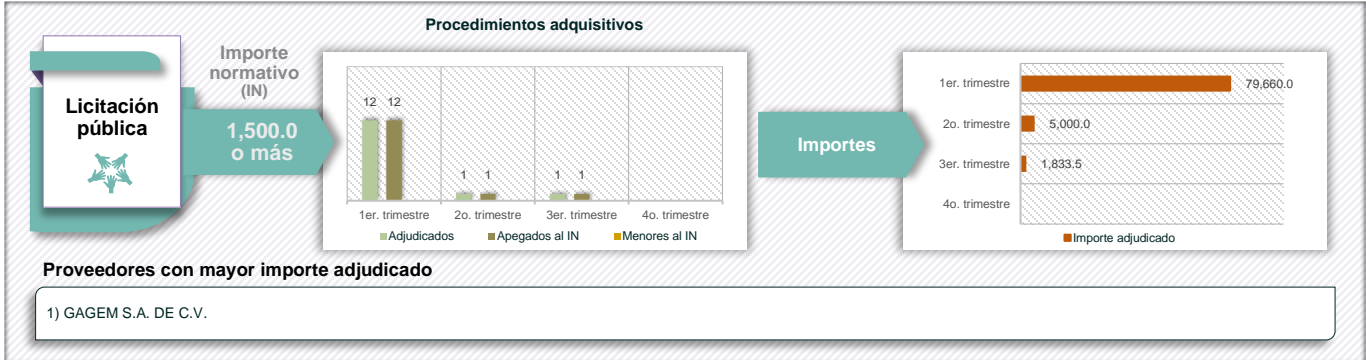 Procedimientos adquisitivos
Licitación
pública
Importe
normativo
(IN)
1,500.0
o más
12 12
1 1
1 1
1er. trimestre 2o. trimestre 3er. trimestre 4o. trimestre
Adjudicados Apegados al IN Menores al IN
Importes
1er. trimestre 79,660.0
2o. trimestre 5,000.0
3er. trimestre 1,833.5
4o. trimestre
Importe adjudicado
Proveedores con mayor importe adjudicado
1) GAGEM S.A. DE C.V.